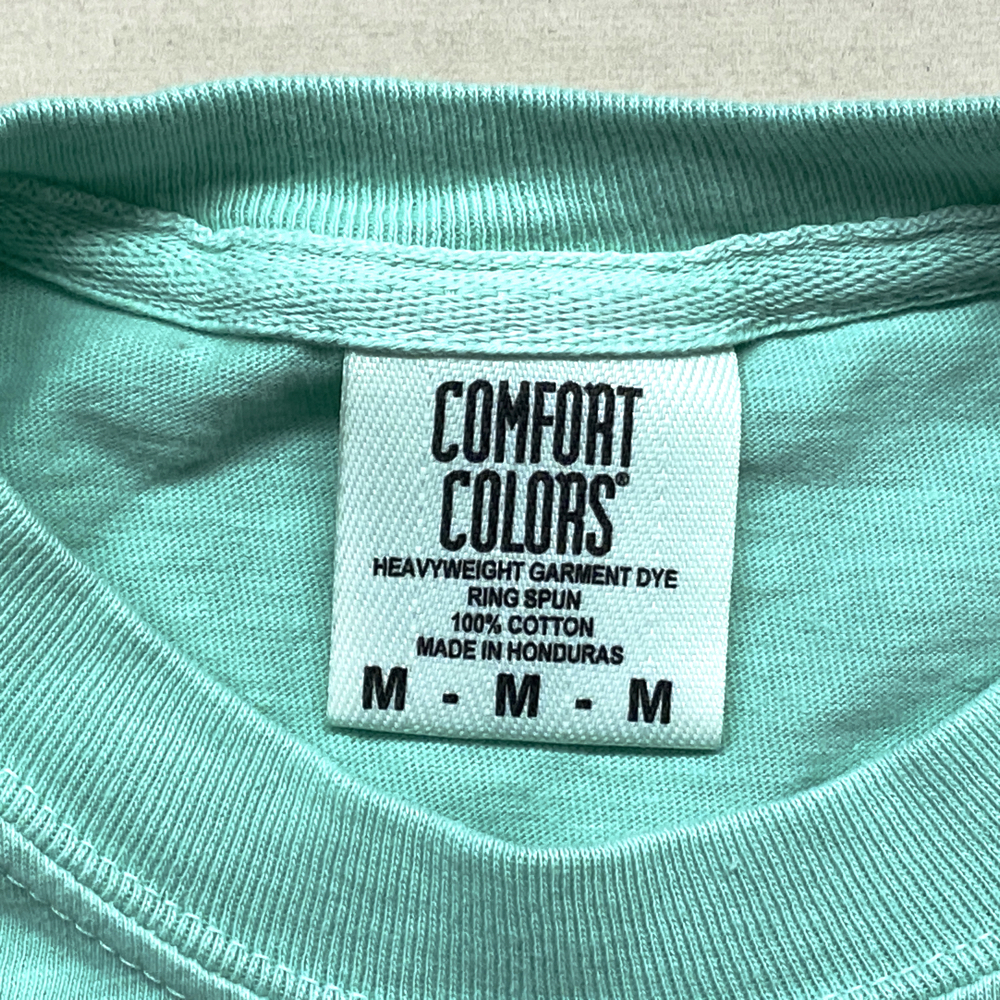 COMFORT
COLORS®
HEAVYWEIGHT GARMENT DYE
RING SPUN
100% COTTON
MADE IN HONDURAS
M - M - M